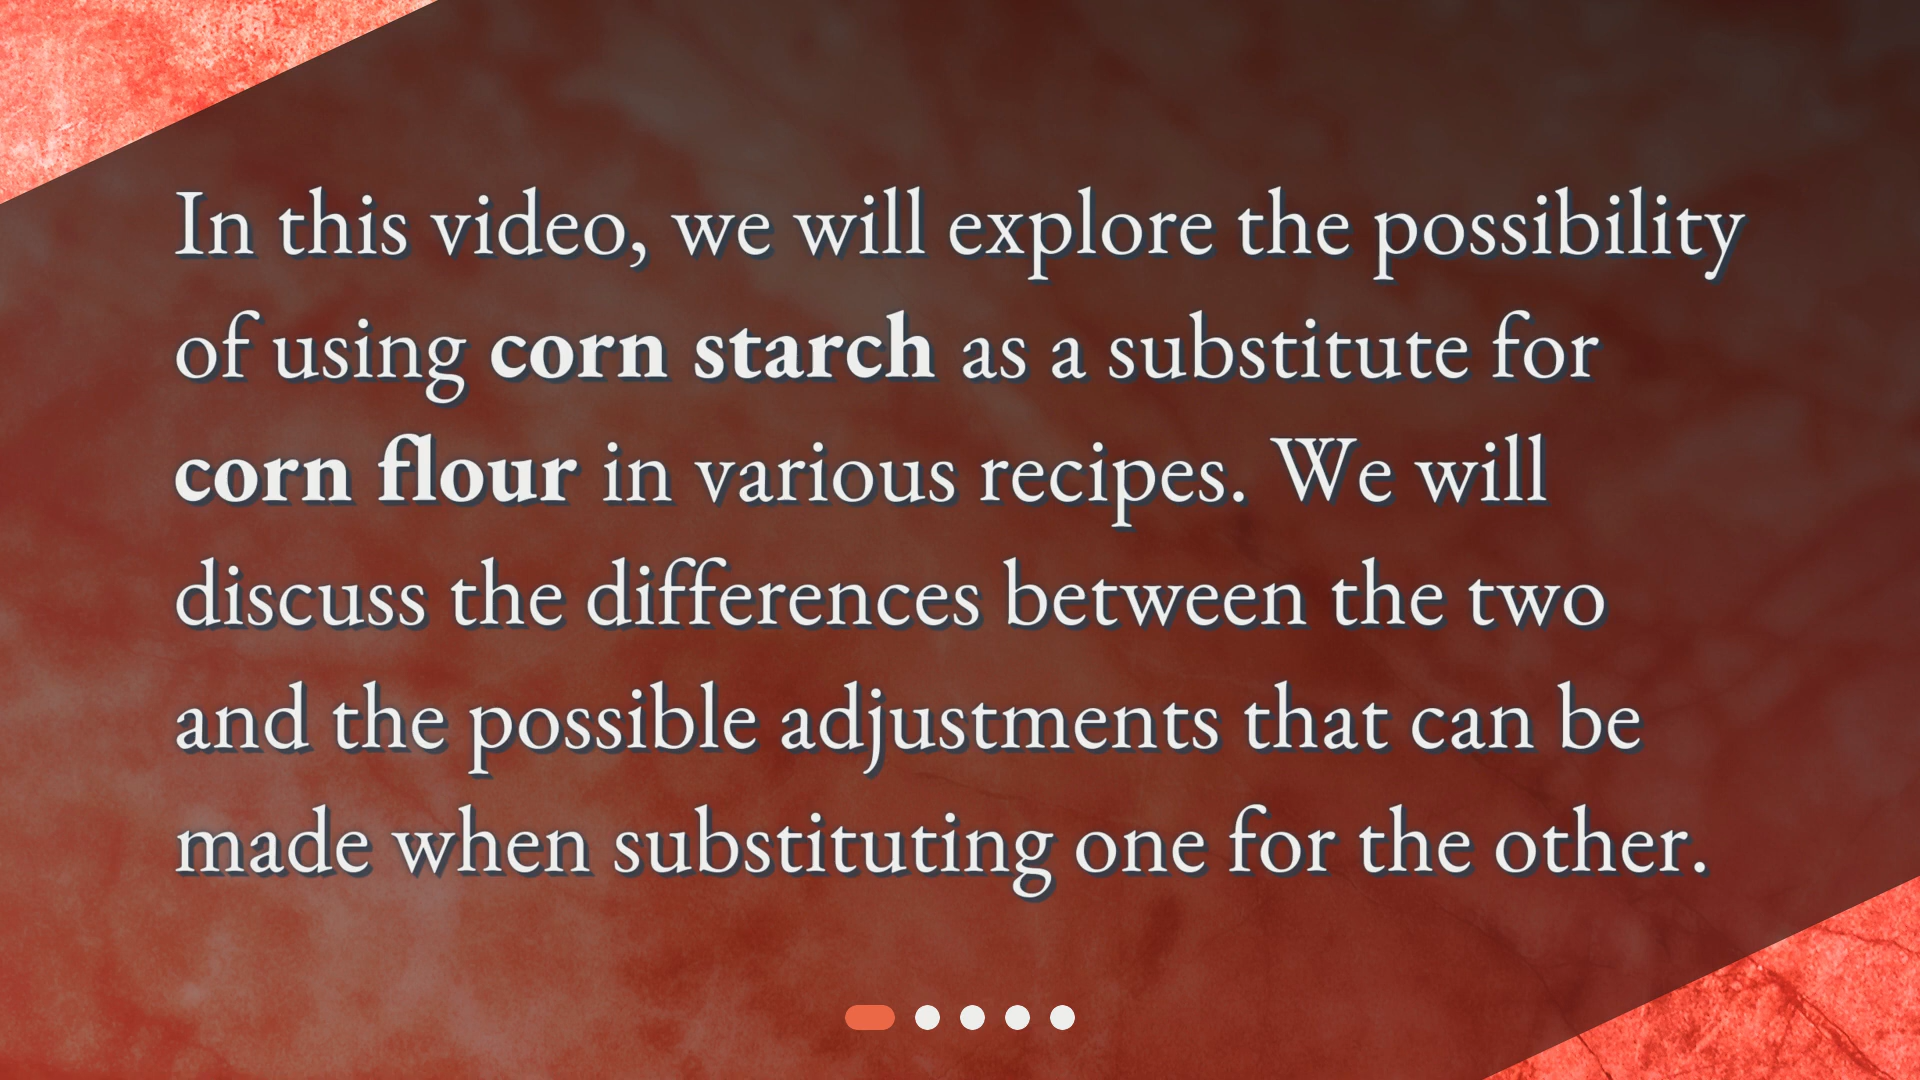 In this video, we will explore the possibility
of using corn starch as a substitute for
corn flour in various recipes. We will
discuss the differences between the two
and the possible adjustments that can be
made when substituting one for the other.